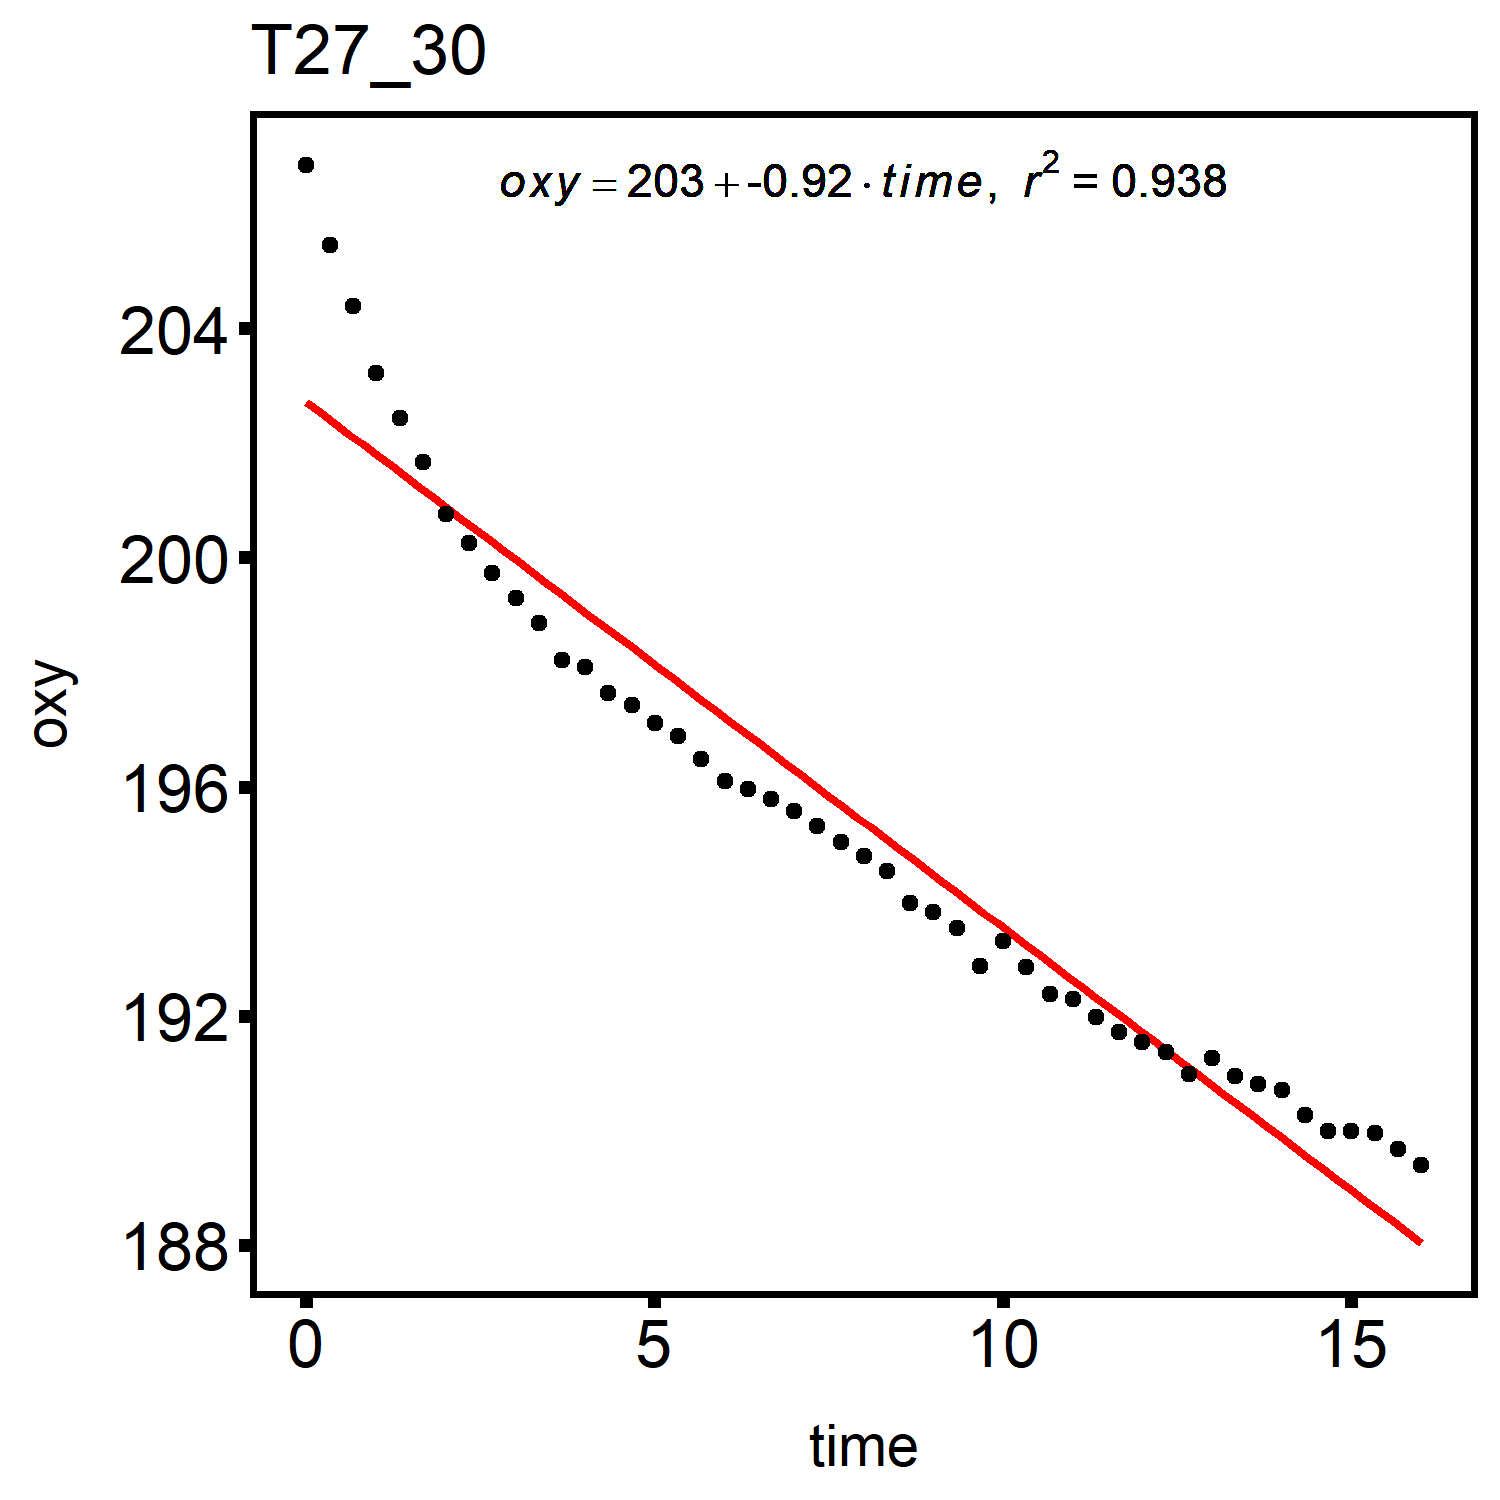 T27_30
oxy = 203 + -0.92 · time, r² = 0.938
204
200
196
192
188
oxy
0 5 10 15
time